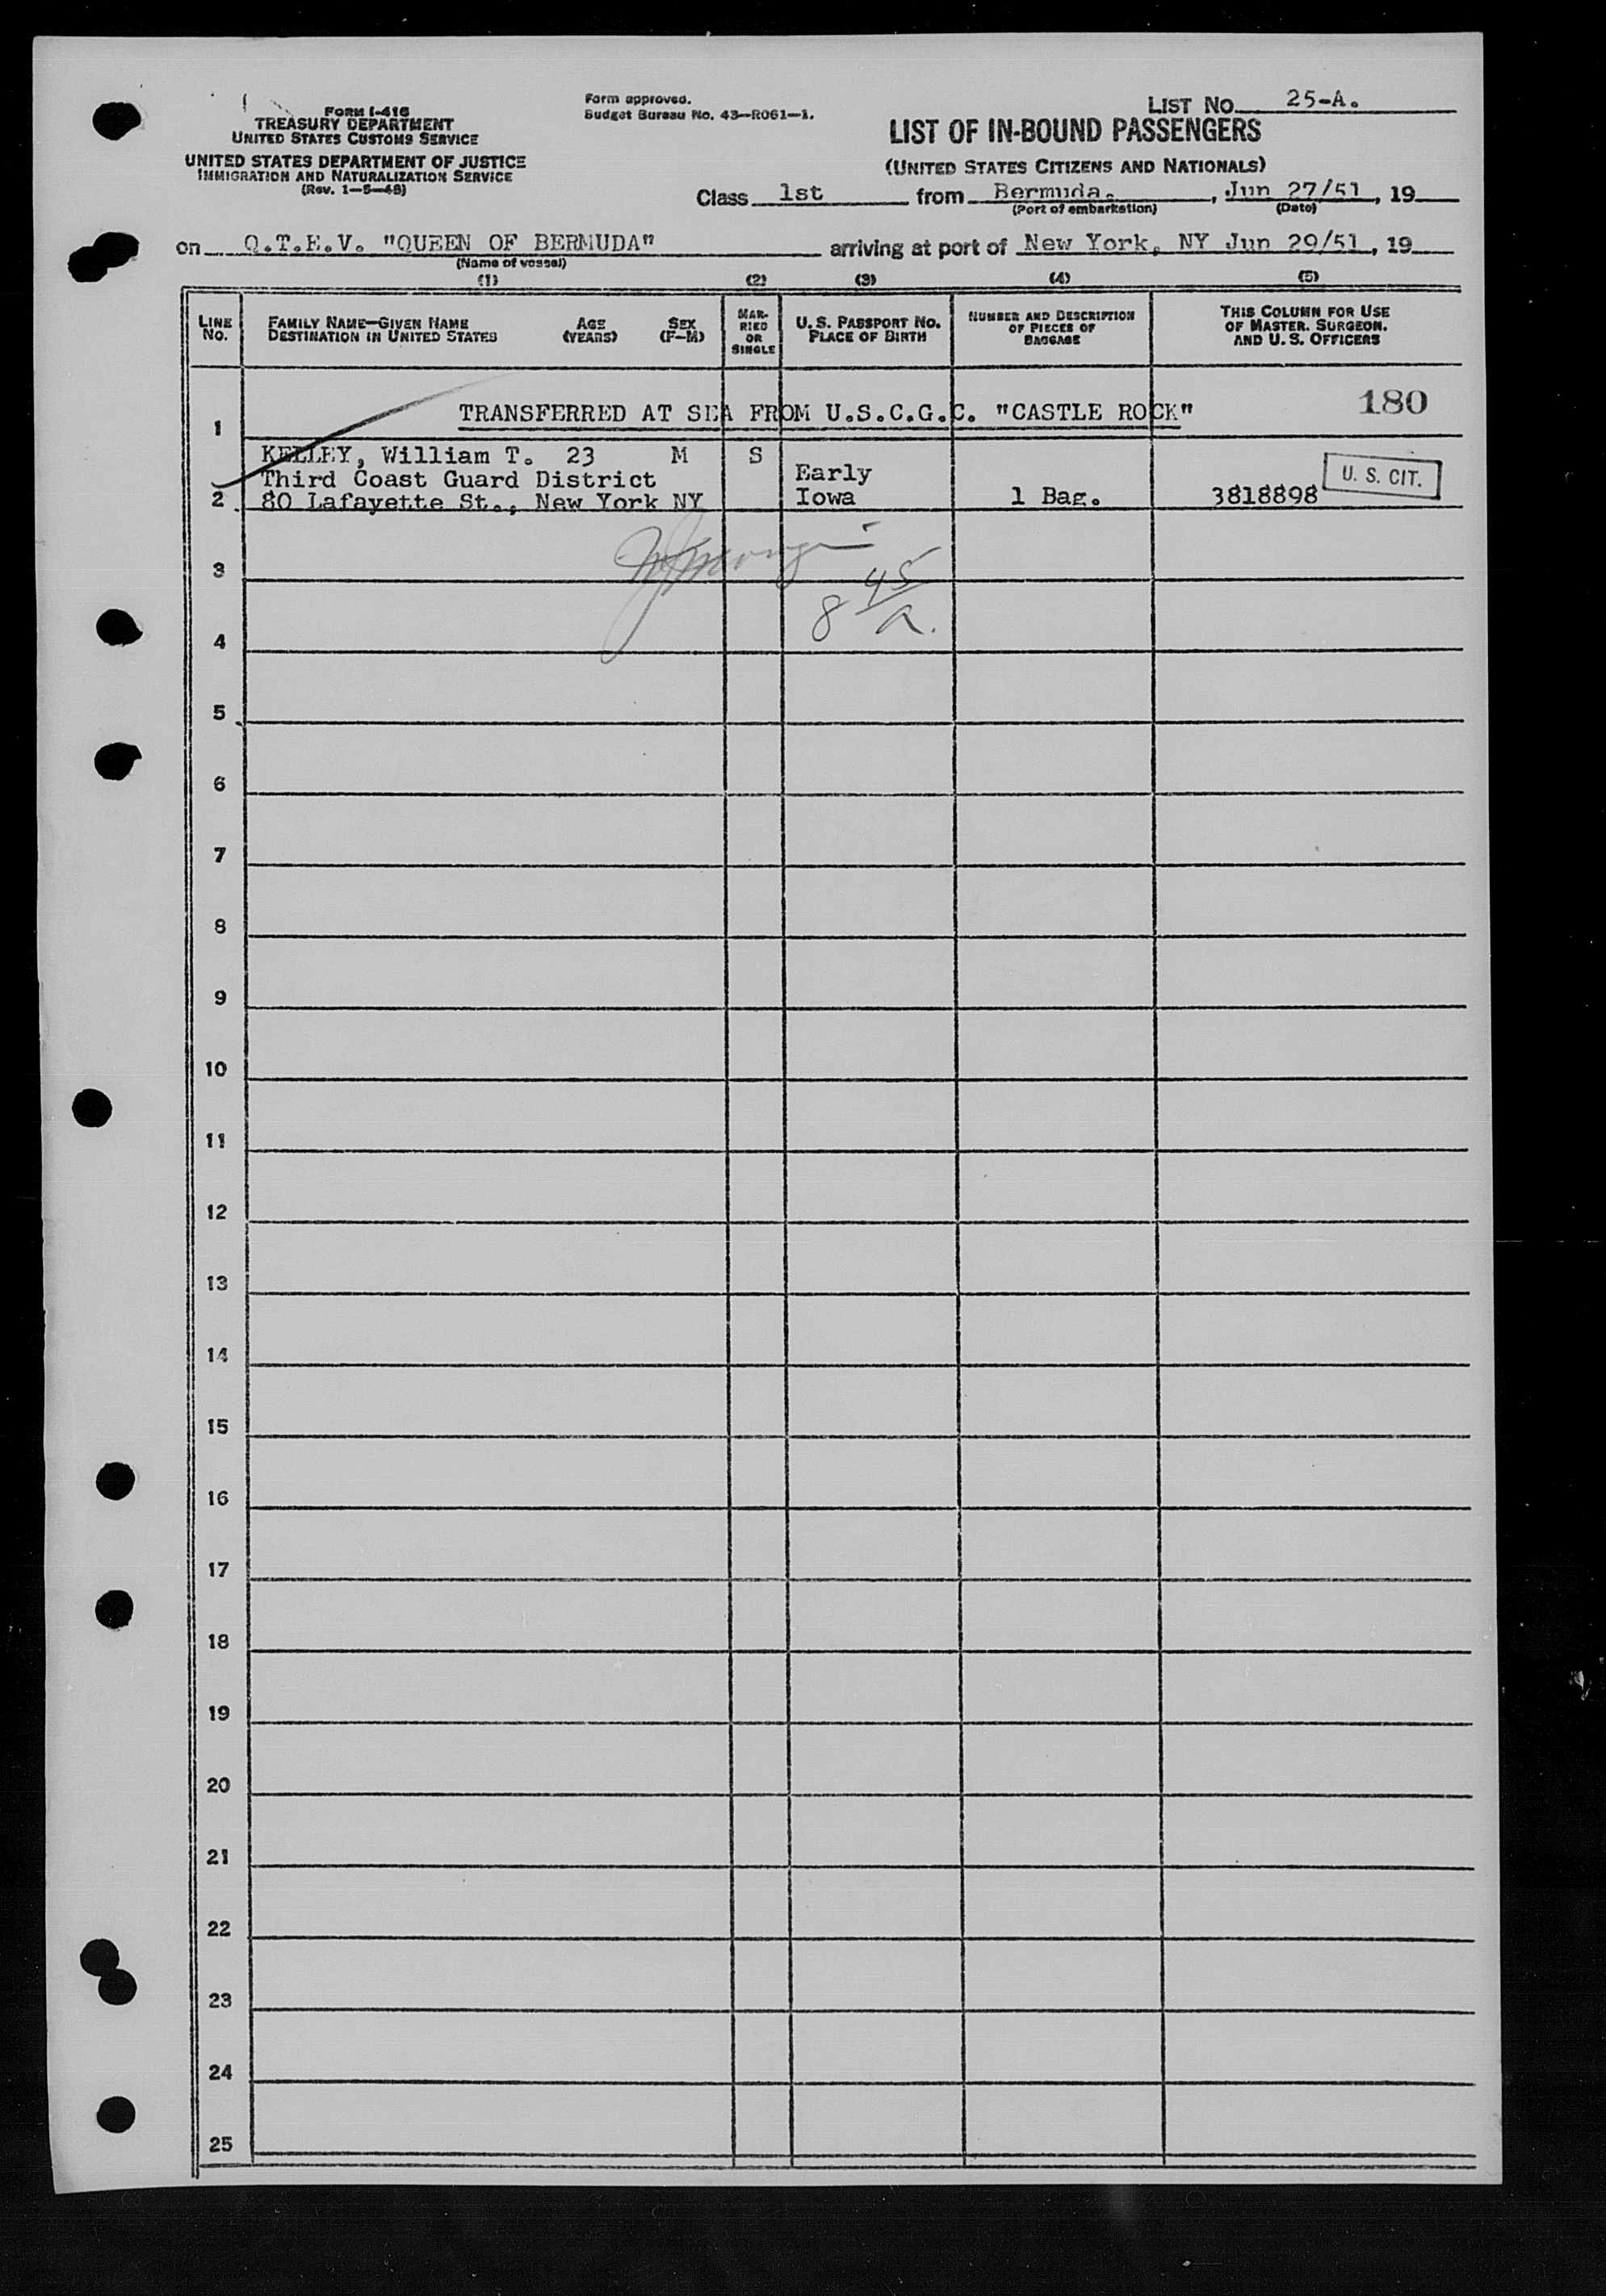 FORM I-416
TREASURY DEPARTMENT
UNITED STATES CUSTOMS SERVICE
UNITED STATES DEPARTMENT OF JUSTICE
IMMIGRATION AND NATURALIZATION SERVICE
(Rev. 1-5-48)
Form approved.
Budget Bureau No. 43-R061-1.
LIST NO. 25-A.
LIST OF IN-BOUND PASSENGERS
(UNITED STATES CITIZENS AND NATIONALS)
Class 1st from Bermuda. , Jun 27/51 , 19
(Port of embarkation) (Date)
on Q.T.E.V. "QUEEN OF BERMUDA" arriving at port of New York, NY Jun 29/51, 19
(Name of vessel)
(1) (2) (3) (4) (5)
LINE NO. FAMILY NAME-GIVEN NAME DESTINATION IN UNITED STATES AGE (YEARS) SEX (F-M) MARRIED OR SINGLE U.S. PASSPORT NO. PLACE OF BIRTH NUMBER AND DESCRIPTION OF PIECES OF BAGGAGE THIS COLUMN FOR USE OF MASTER, SURGEON, AND U. S. OFFICERS
180
1 TRANSFERRED AT SEA FROM U.S.C.G.C. "CASTLE ROCK"
KELLEY, William T. 23 M S
Third Coast Guard District Early U. S. CIT.
2 80 Lafayette St., New York NY Iowa 1 Bag. 3818898
3
8 45/a.
4
5
6
7
8
9
10
11
12
13
14
15
16
17
18
19
20
21
22
23
24
25